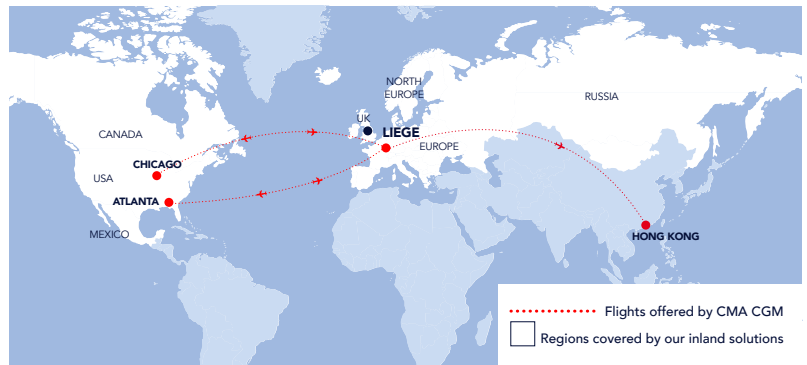 NORTH
EUROPE
RUSSIA
UK
CANADA
LIEGE
EUROPE
CHICAGO
USA
ATLANTA
MEXICO
HONG KONG
Flights offered by CMA CGM
Regions covered by our inland solutions